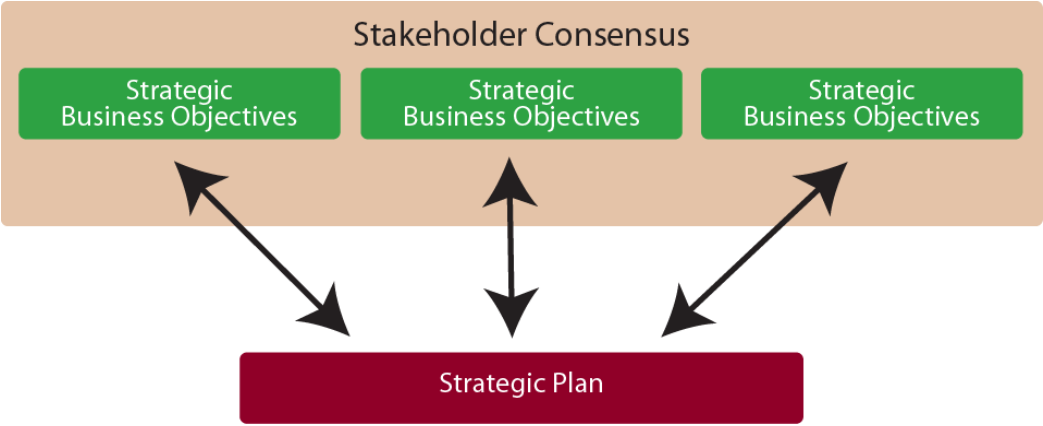 Stakeholder Consensus
Strategic
Business Objectives
Strategic
Business Objectives
Strategic
Business Objectives
Strategic Plan